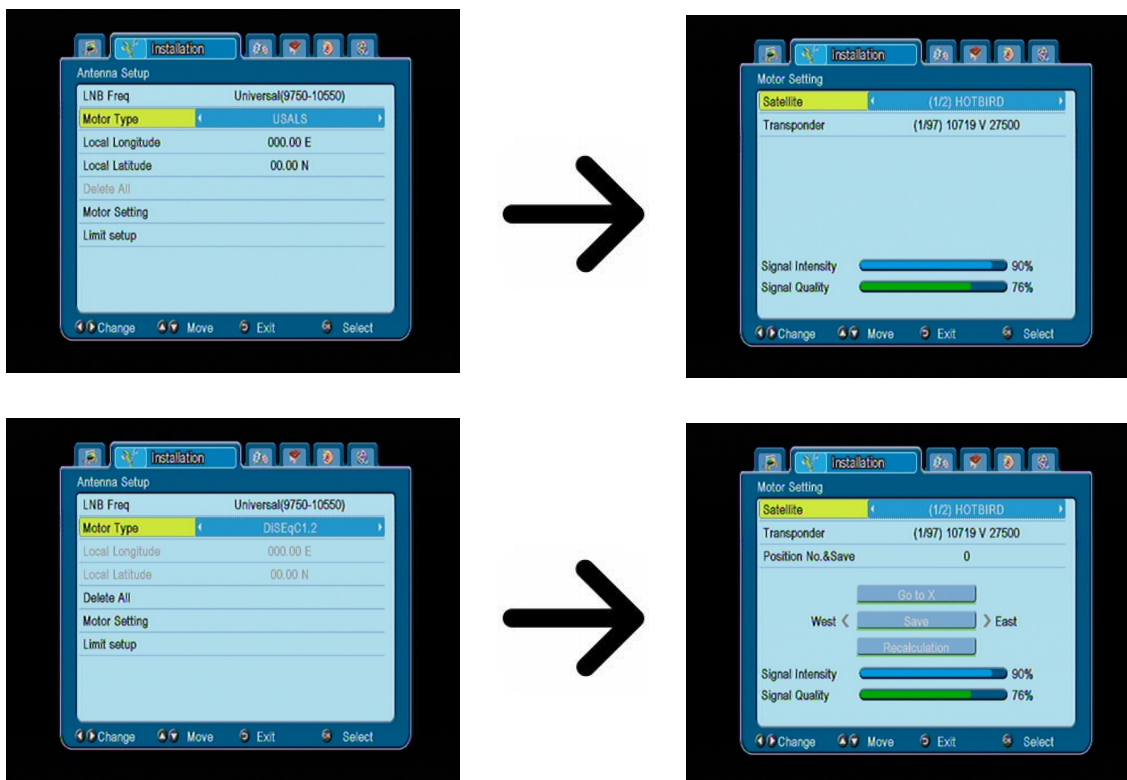 Installation
Antenna Setup
LNB Freq Universal(9750-10550)
Motor Type USALS
Local Longitude 000.00 E
Local Latitude 00.00 N
Delete All
Motor Setting
Limit setup
Change Move Exit Select
Installation
Motor Setting
Satellite (1/2) HOTBIRD
Transponder (1/97) 10719 V 27500
Signal Intensity 90%
Signal Quality 76%
Change Move Exit Select
Installation
Antenna Setup
LNB Freq Universal(9750-10550)
Motor Type DiSEqC1.2
Local Longitude 000.00 E
Local Latitude 00.00 N
Delete All
Motor Setting
Limit setup
Change Move Exit Select
Installation
Motor Setting
Satellite (1/2) HOTBIRD
Transponder (1/97) 10719 V 27500
Position No.&Save 0
Go to X
West Save East
Recalculation
Signal Intensity 90%
Signal Quality 76%
Change Move Exit Select